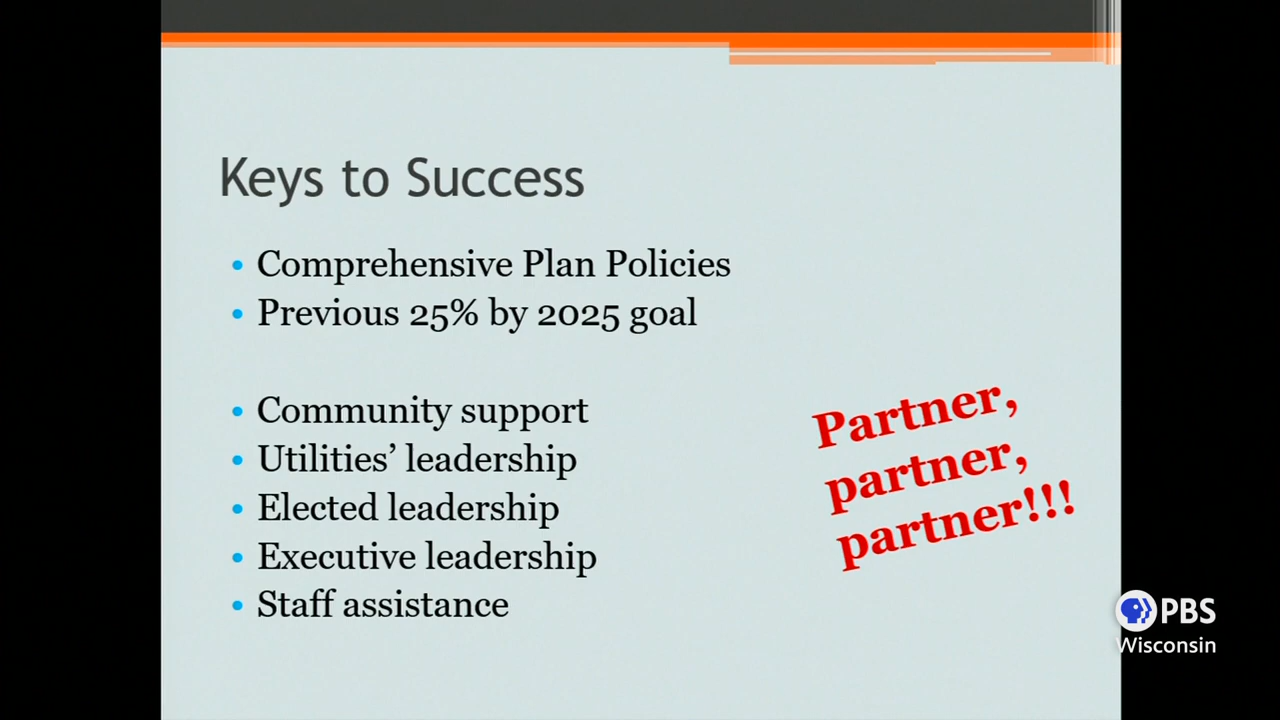 Keys to Success
• Comprehensive Plan Policies
• Previous 25% by 2025 goal
• Community support
• Utilities’ leadership
• Elected leadership
• Executive leadership
• Staff assistance
Partner,
partner,
partner!!!
PBS
Wisconsin